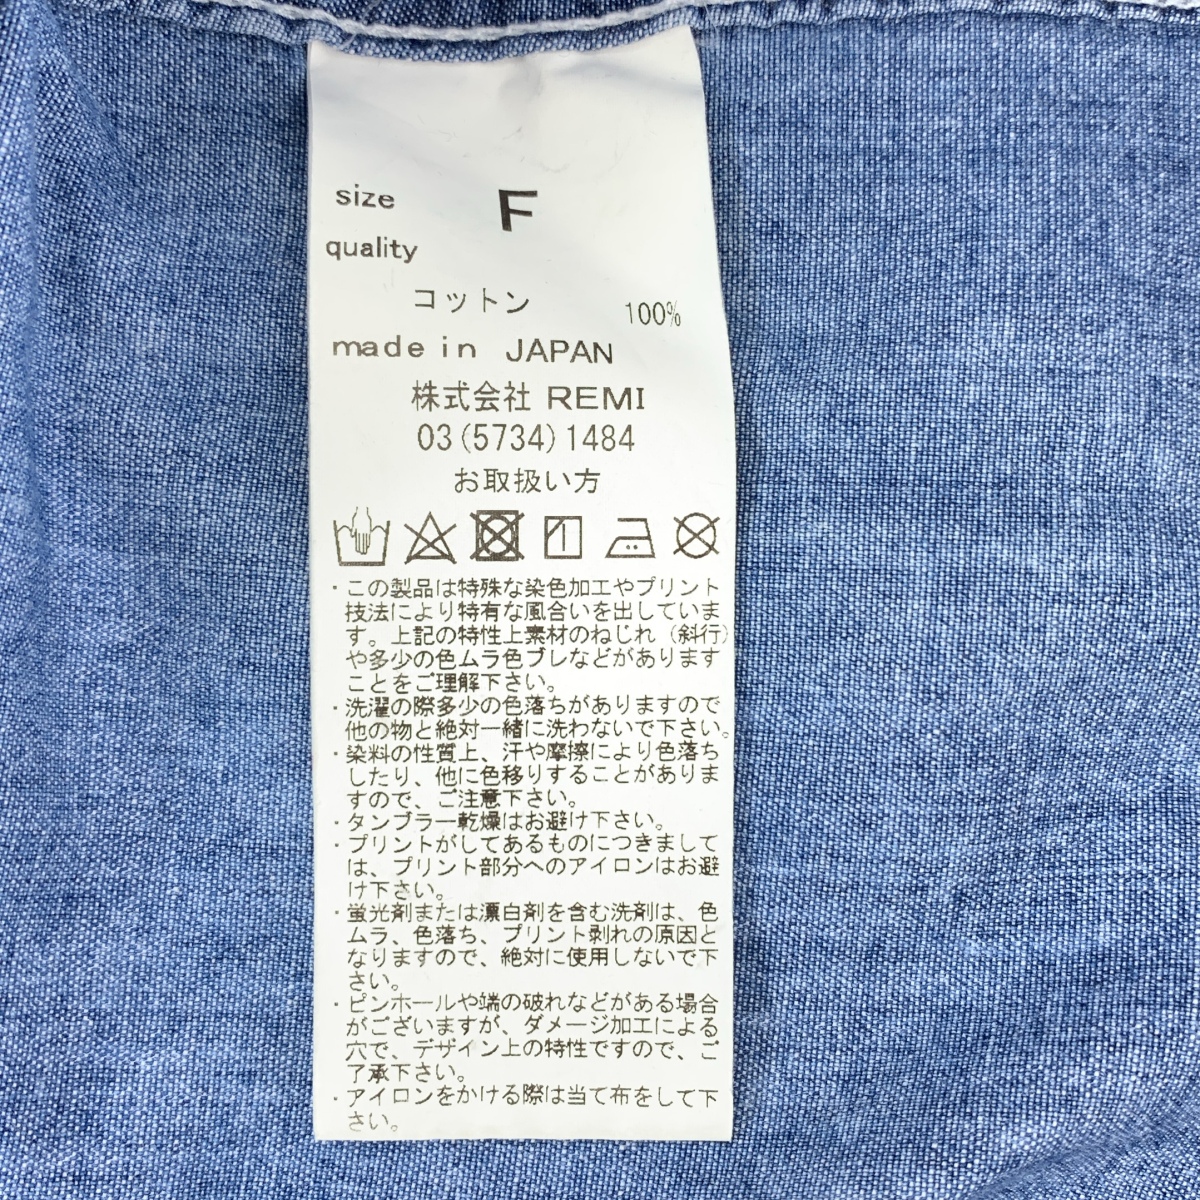 size F
quality
コットン 100%
made in JAPAN
株式会社 REMI
03(5734)1484
お取扱い方
・この製品は特殊な染色加工やプリント
技法により特有な風合いを出していま
す。上記の特性上素材のねじれ（斜行）
や多少の色ムラ色ブレなどがあります
ことをご理解下さい。
・洗濯の際多少の色落ちがありますので
他の物と絶対一緒に洗わないで下さい。
・染料の性質上、汗や摩擦により色落ち
したり、他に色移りすることがありま
すので、ご注意下さい。
・タンブラー乾燥はお避け下さい。
・プリントがしてあるものにつきまして
は、プリント部分へのアイロンはお避
け下さい。
・蛍光剤または漂白剤を含む洗剤は、色
ムラ、色落ち、プリント剥れの原因と
なりますので、絶対に使用しないで下
さい。
・ピンホールや端の破れなどがある場合
がございますが、ダメージ加工による
穴で、デザイン上の特性ですので、ご
了承下さい。
・アイロンをかける際は当て布をして下
さい。